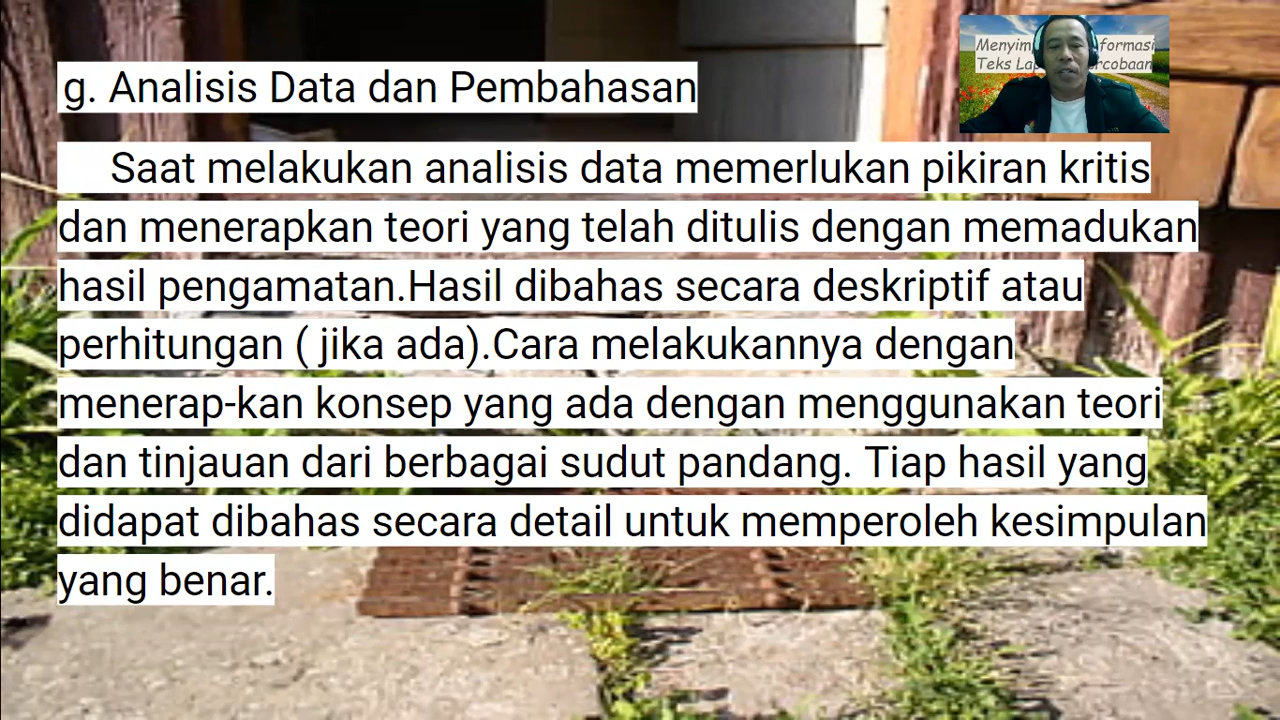 g. Analisis Data dan Pembahasan
Saat melakukan analisis data memerlukan pikiran kritis
dan menerapkan teori yang telah ditulis dengan memadukan
hasil pengamatan.Hasil dibahas secara deskriptif atau
perhitungan ( jika ada).Cara melakukannya dengan
menerap-kan konsep yang ada dengan menggunakan teori
dan tinjauan dari berbagai sudut pandang. Tiap hasil yang
didapat dibahas secara detail untuk memperoleh kesimpulan
yang benar.
Teks